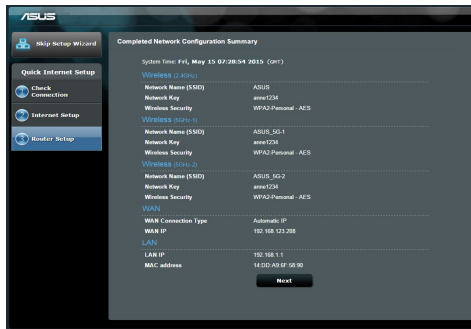 ASUS
Skip Setup Wizard
Quick Internet Setup
1 Check Connection
2 Internet Setup
3 Router Setup
Completed Network Configuration Summary
System Time: Fri, May 15 07:28:54 2015 (GMT)
Wireless (2.4GHz)
Network Name (SSID) ASUS
Network Key anne1234
Wireless Security WPA2-Personal - AES
Wireless (5GHz-1)
Network Name (SSID) ASUS_5G-1
Network Key anne1234
Wireless Security WPA2-Personal - AES
Wireless (5GHz-2)
Network Name (SSID) ASUS_5G-2
Network Key anne1234
Wireless Security WPA2-Personal - AES
WAN
WAN Connection Type Automatic IP
WAN IP 192.168.123.208
LAN
LAN IP 192.168.1.1
MAC address 14:DD:A9:6F:58:90
Next